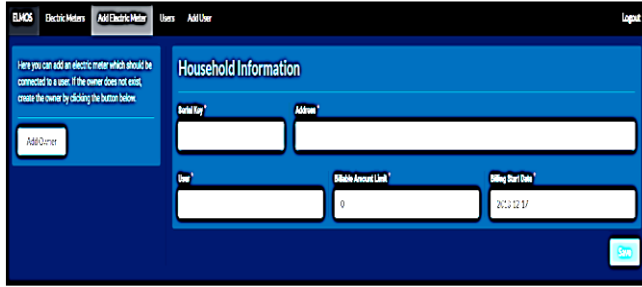 ELMOS Electric Meters Add Electric Meter Users Add User Logout
Here you can add an electric meter which should be
connected to a user. If the owner does not exist,
create the owner by clicking the button below.
Add Owner
Household Information
Serial Key * Address *
User * Billable Amount Limit * Billing Start Date *
0
Save